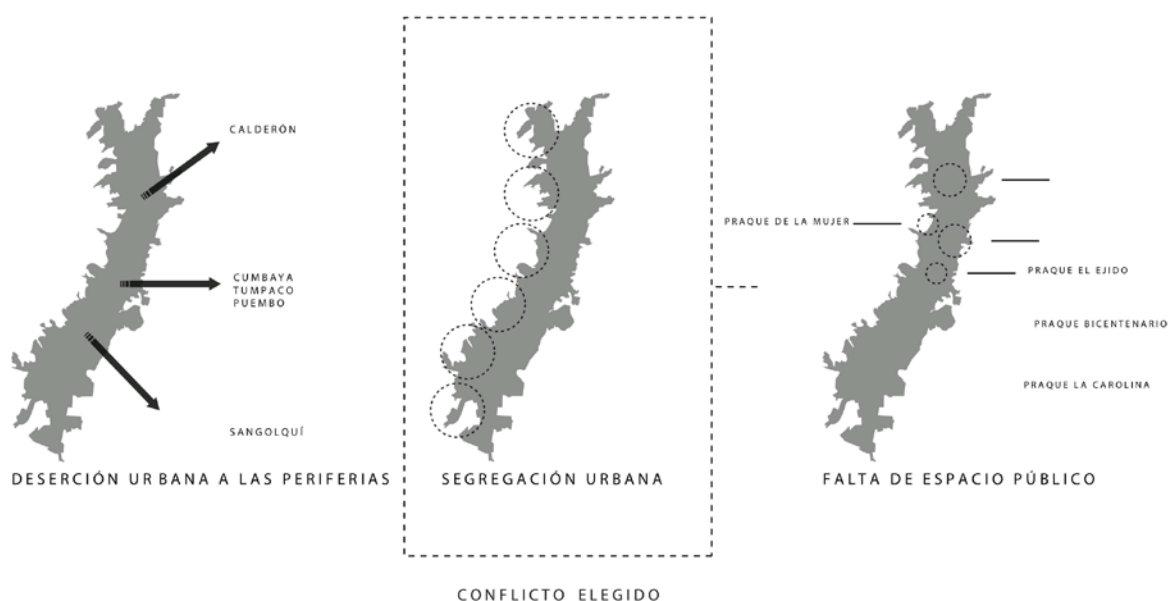 CALDERÓN
CUMBAYA
TUMPACO
PUEMBO
SANGOLQUÍ
DESERCIÓN URBANA A LAS PERIFERIAS
SEGREGACIÓN URBANA
PRAQUE DE LA MUJER
PRAQUE EL EJIDO
PRAQUE BICENTENARIO
PRAQUE LA CAROLINA
FALTA DE ESPACIO PÚBLICO
CONFLICTO ELEGIDO